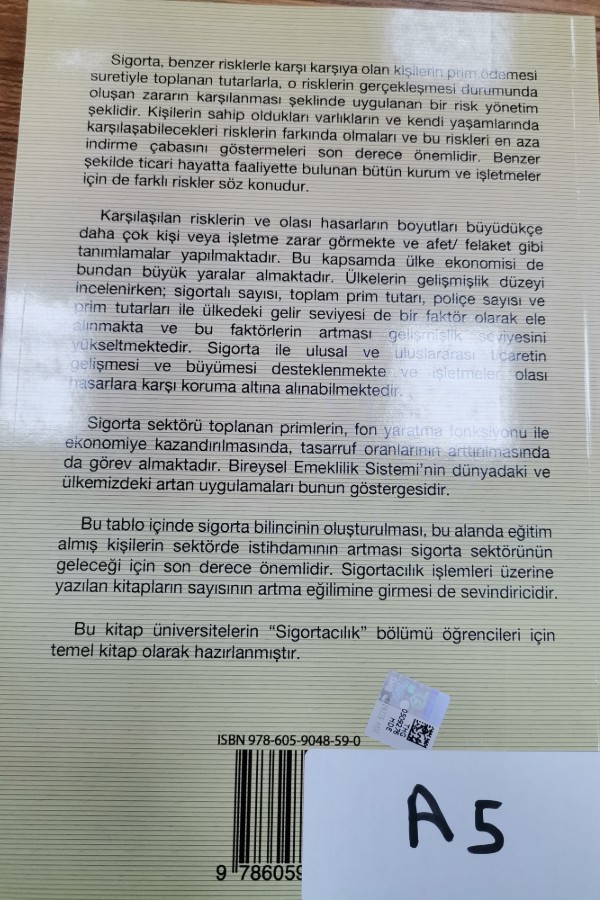 Sigorta, benzer risklerle karşı karşıya olan kişilerin prim ödemesi
suretiyle toplanan tutarlarla, o risklerin gerçekleşmesi durumunda
oluşan zararın karşılanması şeklinde uygulanan bir risk yönetim
şeklidir. Kişilerin sahip oldukları varlıkların ve kendi yaşamlarında
karşılaşabilecekleri risklerin farkında olmaları ve bu riskleri en aza
indirme çabasını göstermeleri son derece önemlidir. Benzer
şekilde ticari hayatta faaliyette bulunan bütün kurum ve işletmeler
için de farklı riskler söz konudur.
Karşılaşılan risklerin ve olası hasarların boyutları büyüdükçe
daha çok kişi veya işletme zarar görmekte ve afet/ felaket gibi
tanımlamalar yapılmaktadır. Bu kapsamda ülke ekonomisi de
bundan büyük yaralar almaktadır. Ülkelerin gelişmişlik düzeyi
incelenirken; sigortalı sayısı, toplam prim tutarı, poliçe sayısı ve
prim tutarları ile ülkedeki gelir seviyesi de bir faktör olarak ele
alınmakta ve bu faktörlerin artması gelişmişlik seviyesini
yükseltmektedir. Sigorta ile ulusal ve uluslararası ticaretin
gelişmesi ve büyümesi desteklenmekte ve işletmeler olası
hasarlara karşı koruma altına alınabilmektedir.
Sigorta sektörü toplanan primlerin, fon yaratma fonksiyonu ile
ekonomiye kazandırılmasında, tasarruf oranlarının arttırılmasında
da görev almaktadır. Bireysel Emeklilik Sistemi'nin dünyadaki ve
ülkemizdeki artan uygulamaları bunun göstergesidir.
Bu tablo içinde sigorta bilincinin oluşturulması, bu alanda eğitim
almış kişilerin sektörde istihdamının artması sigorta sektörünün
geleceği için son derece önemlidir. Sigortacılık işlemleri üzerine
yazılan kitapların sayısının artma eğilimine girmesi de sevindiricidir.
Bu kitap üniversitelerin "Sigortacılık" bölümü öğrencileri için
temel kitap olarak hazırlanmıştır.
ISBN 978-605-9048-59-0
9 786059
A5